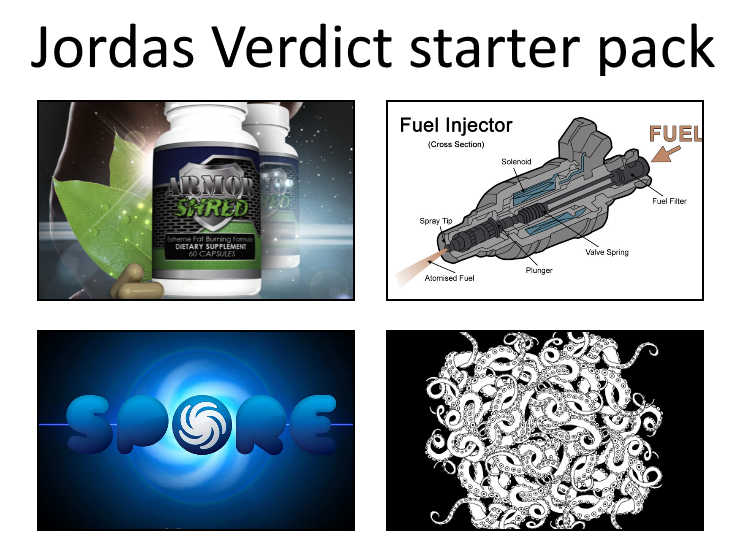 Jordas Verdict starter pack
ARMOR
SHRED
Extreme Fat Burning Formula
DIETARY SUPPLEMENT
60 CAPSULES
Fuel Injector
(Cross Section)
FUEL
Solenoid
Fuel Filter
Spray Tip
Valve Spring
Plunger
Atomised Fuel
SPORE